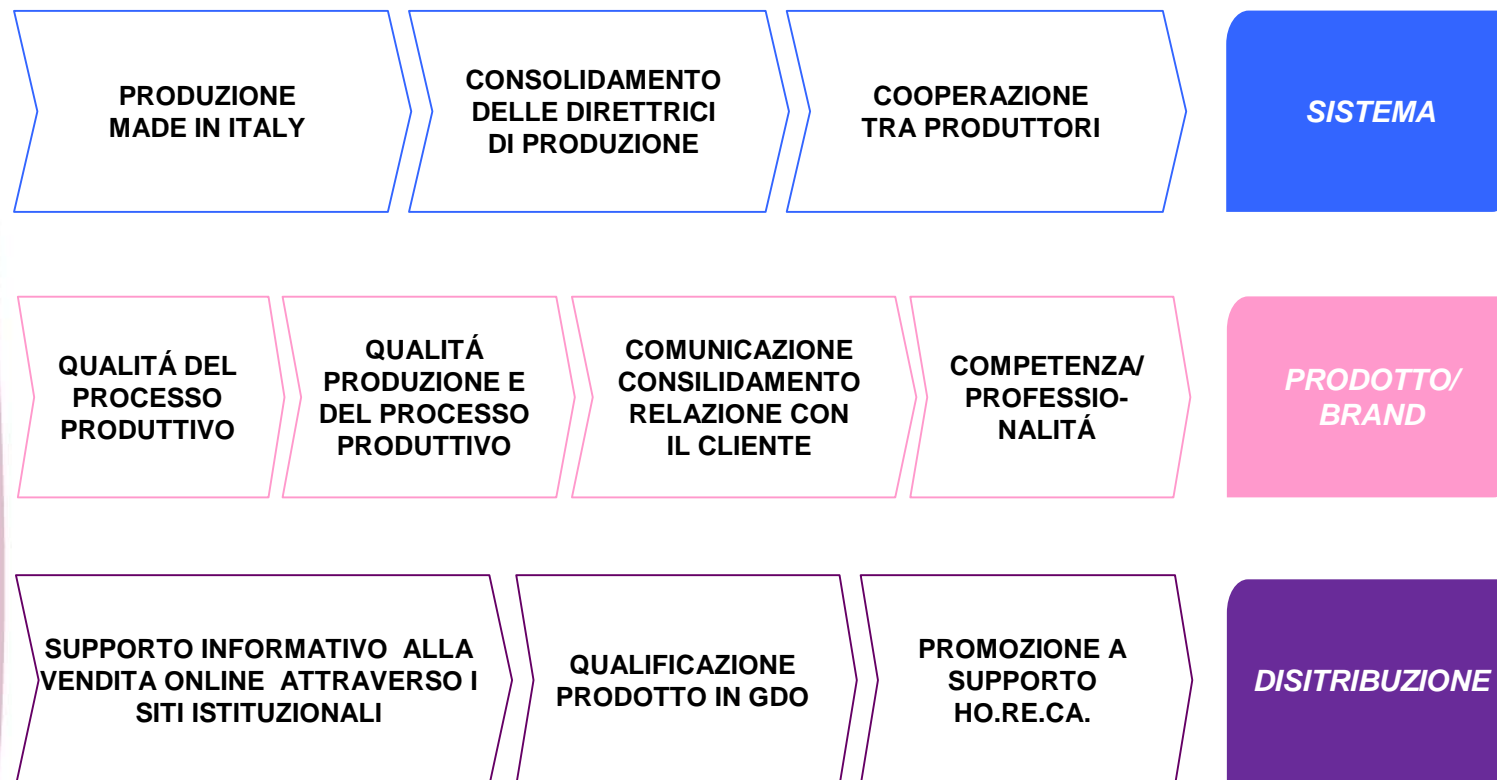 PRODUZIONE
MADE IN ITALY
CONSOLIDAMENTO
DELLE DIRETTRICI
DI PRODUZIONE
COOPERAZIONE
TRA PRODUTTORI
SISTEMA
QUALITÁ DEL
PROCESSO
PRODUTTIVO
QUALITÁ
PRODUZIONE E
DEL PROCESSO
PRODUTTIVO
COMUNICAZIONE
CONSILIDAMENTO
RELAZIONE CON
IL CLIENTE
COMPETENZA/
PROFESSIO-
NALITÁ
PRODOTTO/
BRAND
SUPPORTO INFORMATIVO ALLA
VENDITA ONLINE ATTRAVERSO I
SITI ISTITUZIONALI
QUALIFICAZIONE
PRODOTTO IN GDO
PROMOZIONE A
SUPPORTO
HO.RE.CA.
DISITRIBUZIONE